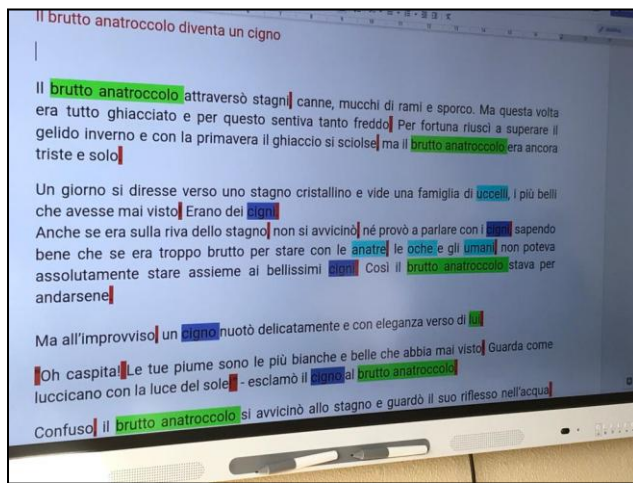 Il brutto anatroccolo diventa un cigno
Il brutto anatroccolo attraversò stagni, canne, mucchi di rami e sporco. Ma questa volta
era tutto ghiacciato e per questo sentiva tanto freddo. Per fortuna riuscì a superare il
gelido inverno e con la primavera il ghiaccio si sciolse, ma il brutto anatroccolo era ancora
triste e solo.
Un giorno si diresse verso uno stagno cristallino e vide una famiglia di uccelli, i più belli
che avesse mai visto. Erano dei cigni.
Anche se era sulla riva dello stagno, non si avvicinò, né provò a parlare con i cigni, sapendo
bene che se era troppo brutto per stare con le anatre, le oche e gli umani, non poteva
assolutamente stare assieme ai bellissimi cigni. Così il brutto anatroccolo stava per
andarsene.
Ma all'improvviso, un cigno nuotò delicatamente e con eleganza verso di lui.
"Oh caspita! Le tue piume sono le più bianche e belle che abbia mai visto. Guarda come
luccicano con la luce del sole!" - esclamò il cigno al brutto anatroccolo.
Confuso, il brutto anatroccolo si avvicinò allo stagno e guardò il suo riflesso nell'acqua.